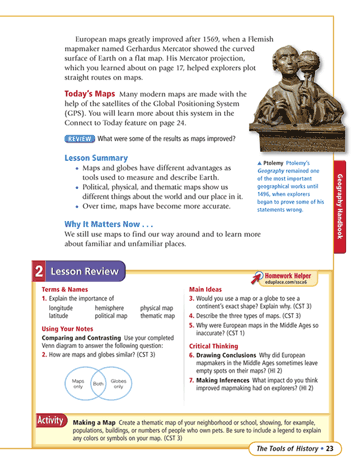 European maps greatly improved after 1569, when a Flemish
mapmaker named Gerhardus Mercator showed the curved
surface of Earth on a flat map. His Mercator projection,
which you learned about on page 17, helped explorers plot
straight routes on maps.
Today's Maps Many modern maps are made with the
help of the satellites of the Global Positioning System
(GPS). You will learn more about this system in the
Connect to Today feature on page 24.
REVIEW What were some of the results as maps improved?
Lesson Summary
• Maps and globes have different advantages as
tools used to measure and describe Earth.
• Political, physical, and thematic maps show us
different things about the world and our place in it.
• Over time, maps have become more accurate.
Why It Matters Now . . .
We still use maps to find our way around and to learn more
about familiar and unfamiliar places.
▲ Ptolemy Ptolemy's
Geography remained one
of the most important
geographical works until
1496, when explorers
began to prove some of his
statements wrong.
Geography Handbook
2 Lesson Review
Homework Helper
eduplace.com/ssca6
Terms & Names
1. Explain the importance of
longitude hemisphere physical map
latitude political map thematic map
Using Your Notes
Comparing and Contrasting Use your completed
Venn diagram to answer the following question:
2. How are maps and globes similar? (CST 3)
Maps only
Both
Globes only
Main Ideas
3. Would you use a map or a globe to see a
continent's exact shape? Explain why. (CST 3)
4. Describe the three types of maps. (CST 3)
5. Why were European maps in the Middle Ages so
inaccurate? (CST 1)
Critical Thinking
6. Drawing Conclusions Why did European
mapmakers in the Middle Ages sometimes leave
empty spots on their maps? (HI 2)
7. Making Inferences What impact do you think
improved mapmaking had on explorers? (HI 2)
Activity
Making a Map Create a thematic map of your neighborhood or school, showing, for example,
populations, buildings, or numbers of people who own pets. Be sure to include a legend to explain
any colors or symbols on your map. (CST 3)
The Tools of History • 23